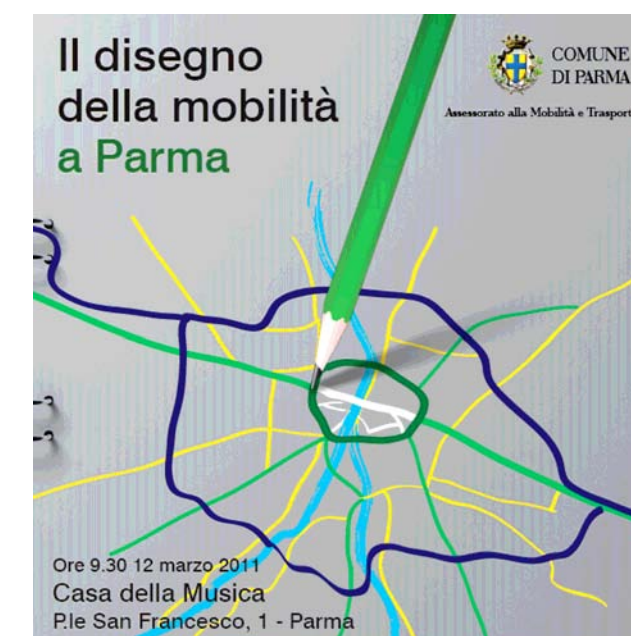 Il disegno
della mobilità
a Parma
COMUNE
DI PARMA
Assessorato alla Mobilità e Trasport
Ore 9.30 12 marzo 2011
Casa della Musica
P.le San Francesco, 1 - Parma